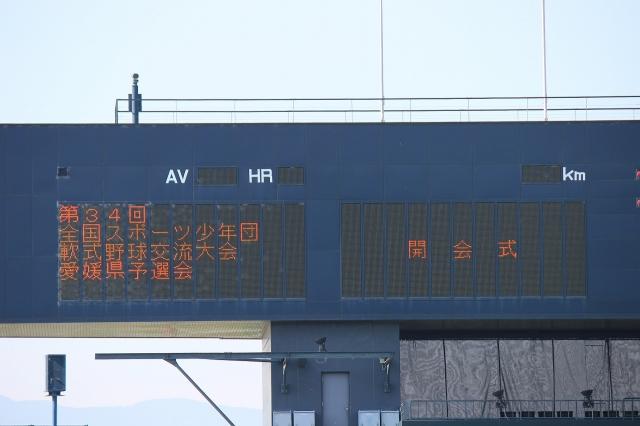 AV HR km
第34回
全国スポーツ少年団
軟式野球交流大会
愛媛県予選会
開会式